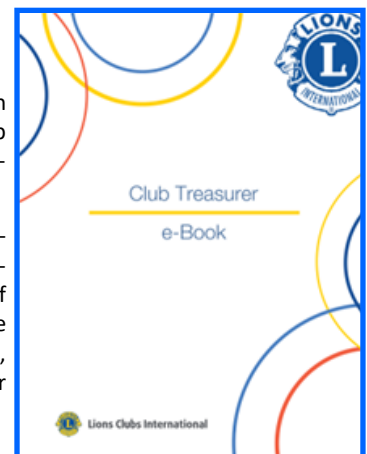 LIONS
L
INTERNATIONAL
Club Treasurer
e-Book
Lions Clubs International